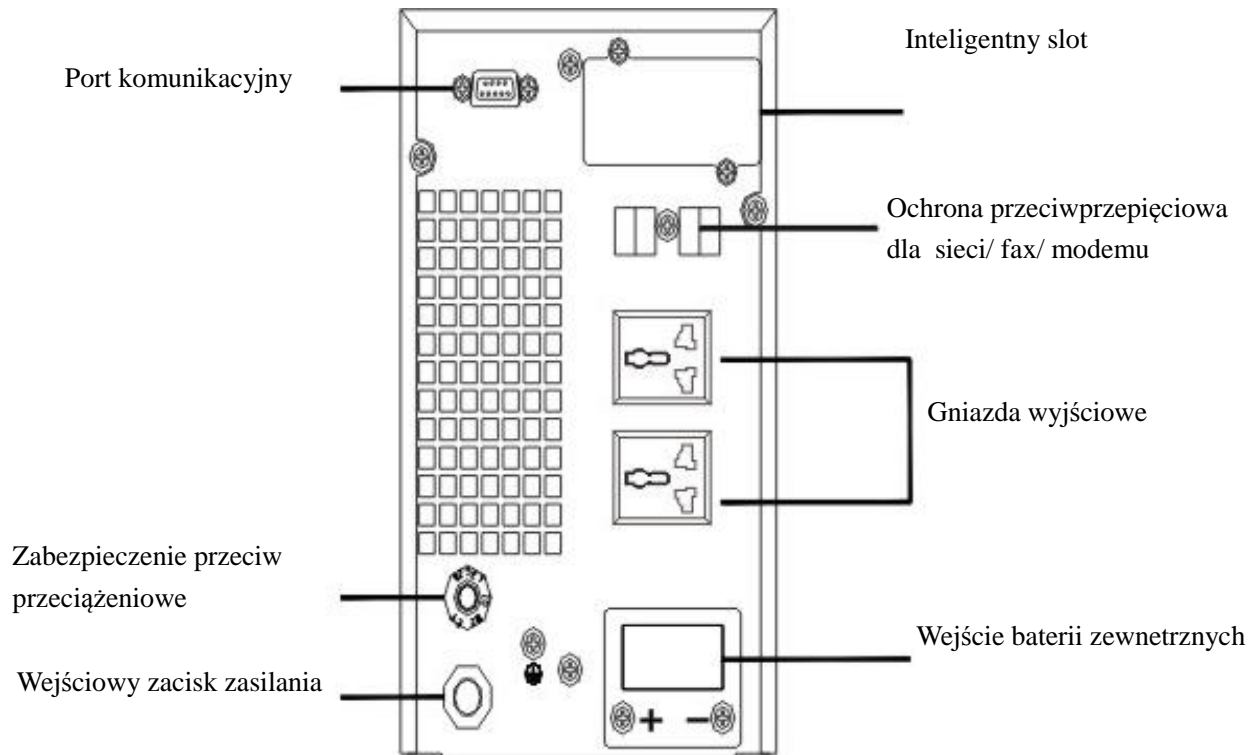 Inteligentny slot
Port komunikacyjny
Ochrona przeciwprzepięciowa
dla sieci/ fax/ modemu
Gniazda wyjściowe
Zabezpieczenie przeciw
przeciążeniowe
Wejście baterii zewnetrznych
Wejściowy zacisk zasilania
+ −